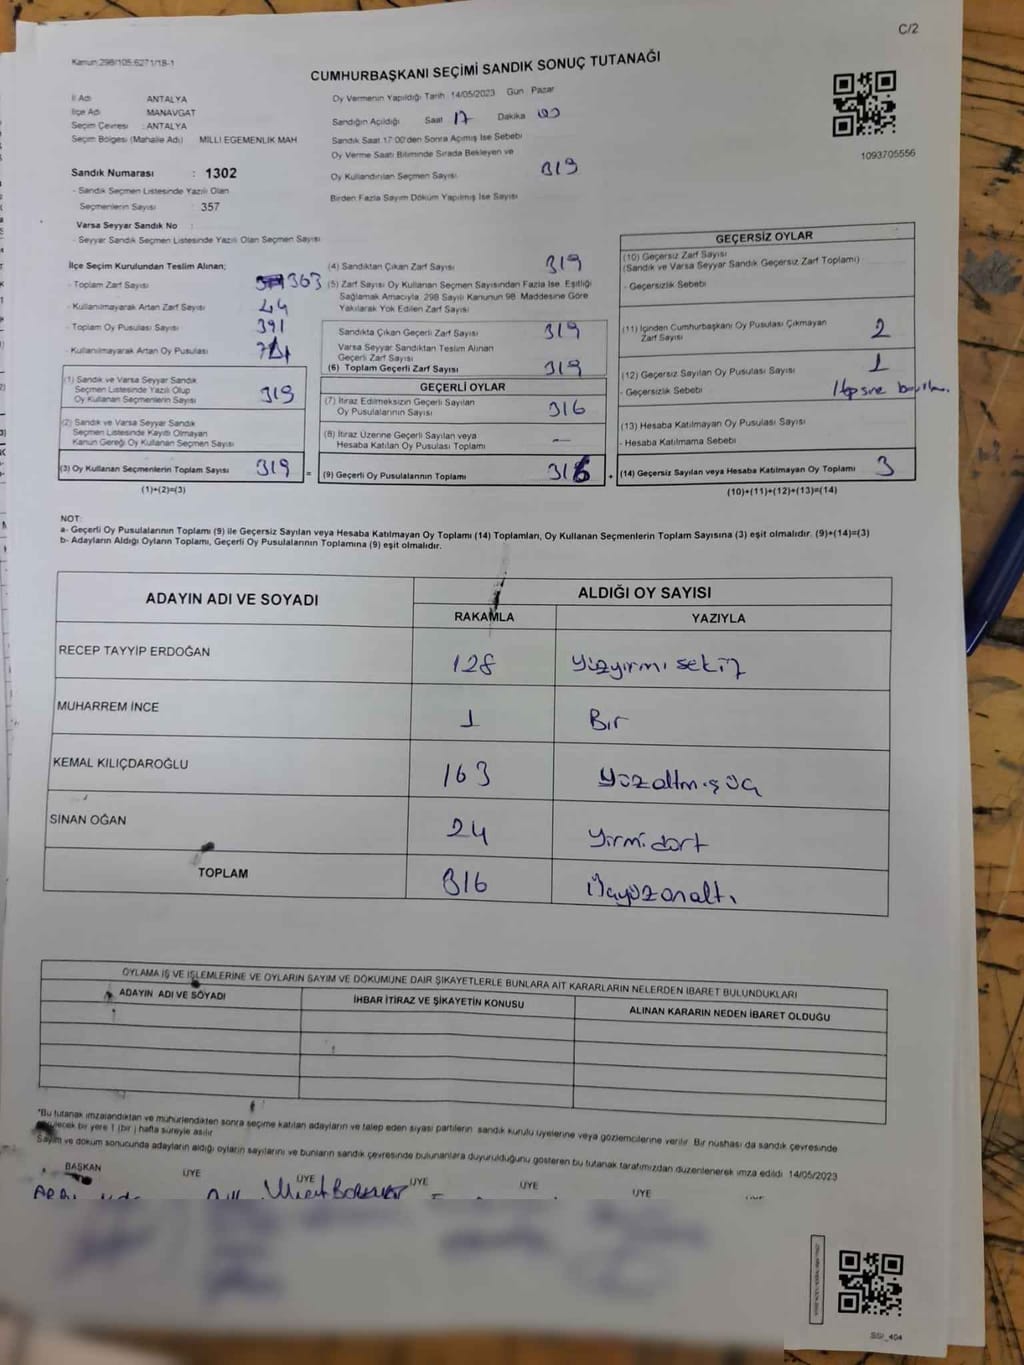 C/2
Kanun:298/105,6271/18-1
CUMHURBAŞKANI SEÇİMİ SANDIK SONUÇ TUTANAĞI
İl Adı ANTALYA
İlçe Adı MANAVGAT
Seçim Çevresi : ANTALYA
Seçim Bölgesi (Mahalle Adı) MİLLİ EGEMENLİK MAH
Sandık Numarası : 1302
- Sandık Seçmen Listesinde Yazılı Olan
Seçmenlerin Sayısı : 357
Varsa Seyyar Sandık No :
- Seyyar Sandık Seçmen Listesinde Yazılı Olan Seçmen Sayısı
Oy Vermenin Yapıldığı Tarih 14/05/2023 Gün Pazar
Sandığın Açıldığı Saat 17 Dakika 00
Sandık Saat 17:00'den Sonra Açımış İse Sebebi
Oy Verme Saati Bitiminde Sırada Bekleyen ve
Oy Kullandırılan Seçmen Sayısı 319
Birden Fazla Sayım Döküm Yapılmış İse Sayısı
1093705556
İlçe Seçim Kurulundan Teslim Alınan;
- Toplam Zarf Sayısı 363
- Kullanılmayarak Artan Zarf Sayısı 44
- Toplam Oy Pusulası Sayısı 391
- Kullanılmayarak Artan Oy Pusulası
(1) Sandık ve Varsa Seyyar Sandık
Seçmen Listesinde Yazılı Olup
Oy Kullanan Seçmenlerin Sayısı 319
(2) Sandık ve Varsa Seyyar Sandık
Seçmen Listesinde Kayıtlı Olmayan
Kanun Gereği Oy Kullanan Seçmen Sayısı
(3) Oy Kullanan Seçmenlerin Toplam Sayısı 319 =
(1)+(2)=(3)
(4) Sandıktan Çıkan Zarf Sayısı 319
(5) Zarf Sayısı Oy Kullanan Seçmen Sayısından Fazla İse, Eşitliği
Sağlamak Amacıyla, 298 Sayılı Kanunun 98. Maddesine Göre
Yakılarak Yok Edilen Zarf Sayısı
Sandıkta Çıkan Geçerli Zarf Sayısı 319
Varsa Seyyar Sandıktan Teslim Alınan
Geçerli Zarf Sayısı
(6) Toplam Geçerli Zarf Sayısı 319
GEÇERLİ OYLAR
(7) İtiraz Edilmeksizin Geçerli Sayılan
Oy Pusulalarının Sayısı 316
(8) İtiraz Üzerine Geçerli Sayılan veya
Hesaba Katılan Oy Pusulası Toplamı —
(9) Geçerli Oy Pusulalarının Toplamı 316 +
GEÇERSİZ OYLAR
(10) Geçersiz Zarf Sayısı
(Sandık ve Varsa Seyyar Sandık Geçersiz Zarf Toplamı)
- Geçersizlik Sebebi
(11) İçinden Cumhurbaşkanı Oy Pusulası Çıkmayan
Zarf Sayısı 2
(12) Geçersiz Sayılan Oy Pusulası Sayısı 1
- Geçersizlik Sebebi Hepsine
(13) Hesaba Katılmayan Oy Pusulası Sayısı
- Hesaba Katılmama Sebebi
(14) Geçersiz Sayılan veya Hesaba Katılmayan Oy Toplamı 3
(10)+(11)+(12)+(13)=(14)
NOT:
a- Geçerli Oy Pusulalarının Toplamı (9) ile Geçersiz Sayılan veya Hesaba Katılmayan Oy Toplamı (14) Toplamları, Oy Kullanan Seçmenlerin Toplam Sayısına (3) eşit olmalıdır. (9)+(14)=(3)
b- Adayların Aldığı Oyların Toplamı, Geçerli Oy Pusulalarının Toplamına (9) eşit olmalıdır.
ADAYIN ADI VE SOYADI ALDIĞI OY SAYISI
RAKAMLA YAZIYLA
RECEP TAYYİP ERDOĞAN 128 Yüzyirmi sekiz
MUHARREM İNCE 1 Bir
KEMAL KILIÇDAROĞLU 163 Yüzaltmışüç
SİNAN OĞAN 24 Yirmi dört
TOPLAM 316 Üçyüzonaltı
OYLAMA İŞ VE İŞLEMLERİNE VE OYLARIN SAYIM VE DÖKÜMÜNE DAİR ŞİKAYETLERLE BUNLARA AİT KARARLARIN NELERDEN İBARET BULUNDUKLARI
ADAYIN ADI VE SOYADI İHBAR İTİRAZ VE ŞİKAYETİN KONUSU ALINAN KARARIN NEDEN İBARET OLDUĞU
"Bu tutanak imzalandıktan ve mühürlendikten sonra seçime katılan adayların ve talep eden siyasi partilerin sandık kurulu üyelerine veya gözlemcilerine verilir. Bir nüshası da sandık çevresinde
bir yere 1 (bir) hafta süreyle asılır
Sayım ve döküm sonucunda adayların aldığı oyların sayılarını ve bunların sandık çevresinde bulunanlara duyurulduğunu gösteren bu tutanak tarafımızdan düzenlenerek imza edildi. 14/05/2023
BAŞKAN ÜYE ÜYE ÜYE ÜYE ÜYE
SSI_404